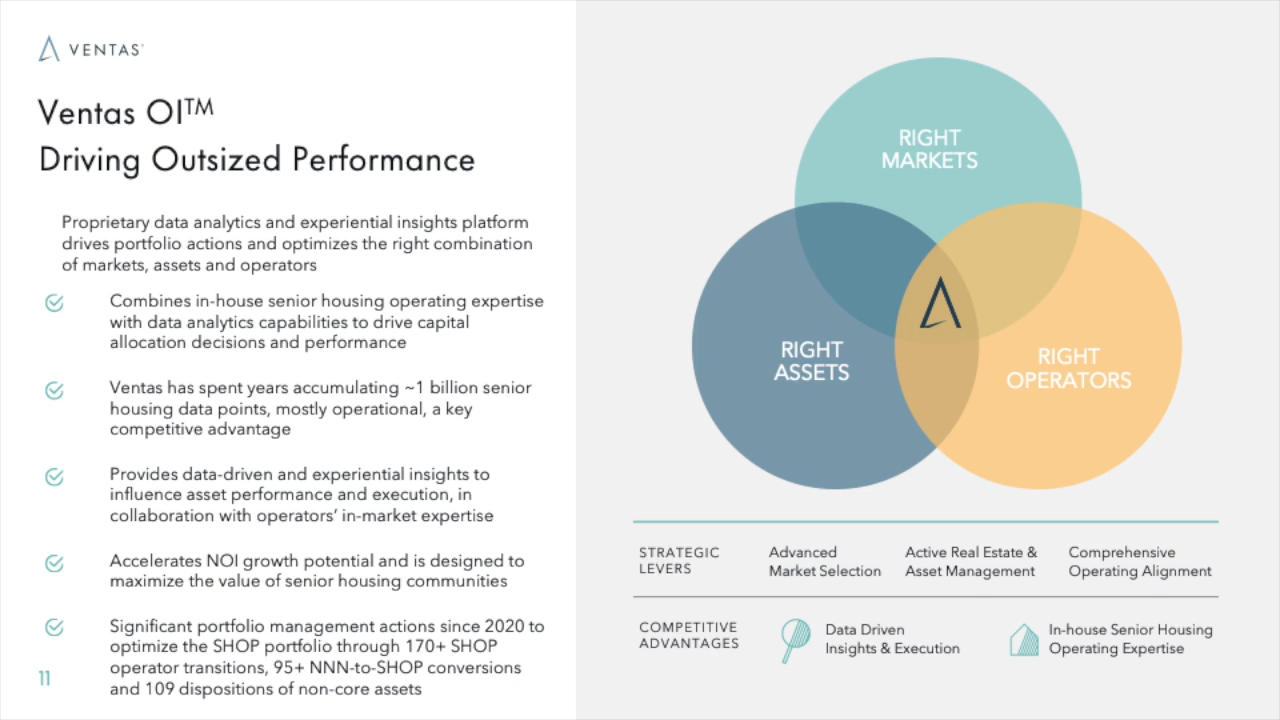 VENTAS
Ventas OI™
Driving Outsized Performance
Proprietary data analytics and experiential insights platform
drives portfolio actions and optimizes the right combination
of markets, assets and operators
Combines in-house senior housing operating expertise
with data analytics capabilities to drive capital
allocation decisions and performance
Ventas has spent years accumulating ~1 billion senior
housing data points, mostly operational, a key
competitive advantage
Provides data-driven and experiential insights to
influence asset performance and execution, in
collaboration with operators’ in-market expertise
Accelerates NOI growth potential and is designed to
maximize the value of senior housing communities
Significant portfolio management actions since 2020 to
optimize the SHOP portfolio through 170+ SHOP
operator transitions, 95+ NNN-to-SHOP conversions
and 109 dispositions of non-core assets
11
RIGHT
MARKETS
RIGHT
ASSETS
RIGHT
OPERATORS
STRATEGIC
LEVERS
Advanced
Market Selection
Active Real Estate &
Asset Management
Comprehensive
Operating Alignment
COMPETITIVE
ADVANTAGES
Data Driven
Insights & Execution
In-house Senior Housing
Operating Expertise